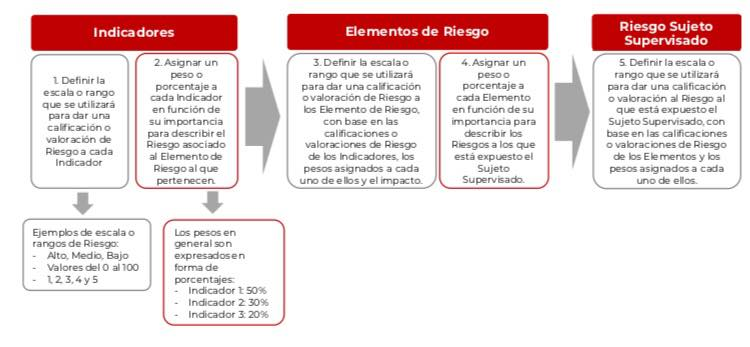 Indicadores
1. Definir la
escala o rango
que se utilizará
para dar una
calificación o
valoración de
Riesgo a cada
Indicador
2. Asignar un
peso o
porcentaje a
cada Indicador
en función de
su importancia
para describir el
Riesgo asociado
al Elemento de
Riesgo al que
pertenecen.
Ejemplos de escala o
rangos de Riesgo:
- Alto, Medio, Bajo
- Valores del 0 al 100
- 1, 2, 3, 4 y 5
Los pesos en
general son
expresados en
forma de
porcentajes:
- Indicador 1: 50%
- Indicador 2: 30%
- Indicador 3: 20%
Elementos de Riesgo
3. Definir la escala o
rango que se utilizará
para dar una calificación
o valoración de Riesgo a
los Elemento de Riesgo,
con base en las
calificaciones o
valoraciones de Riesgo
de los Indicadores, los
pesos asignados a cada
uno de ellos y el impacto.
4. Asignar un
peso o
porcentaje a
cada Elemento
en función de su
importancia para
describir los
Riesgos a los que
está expuesto el
Sujeto
Supervisado.
Riesgo Sujeto
Supervisado
5. Definir la escala o
rango que se utilizará
para dar una calificación
o valoración al Riesgo al
que está expuesto el
Sujeto Supervisado, con
base en las calificaciones
o valoraciones de Riesgo
de los Elementos y los
pesos asignados a cada
uno de ellos.